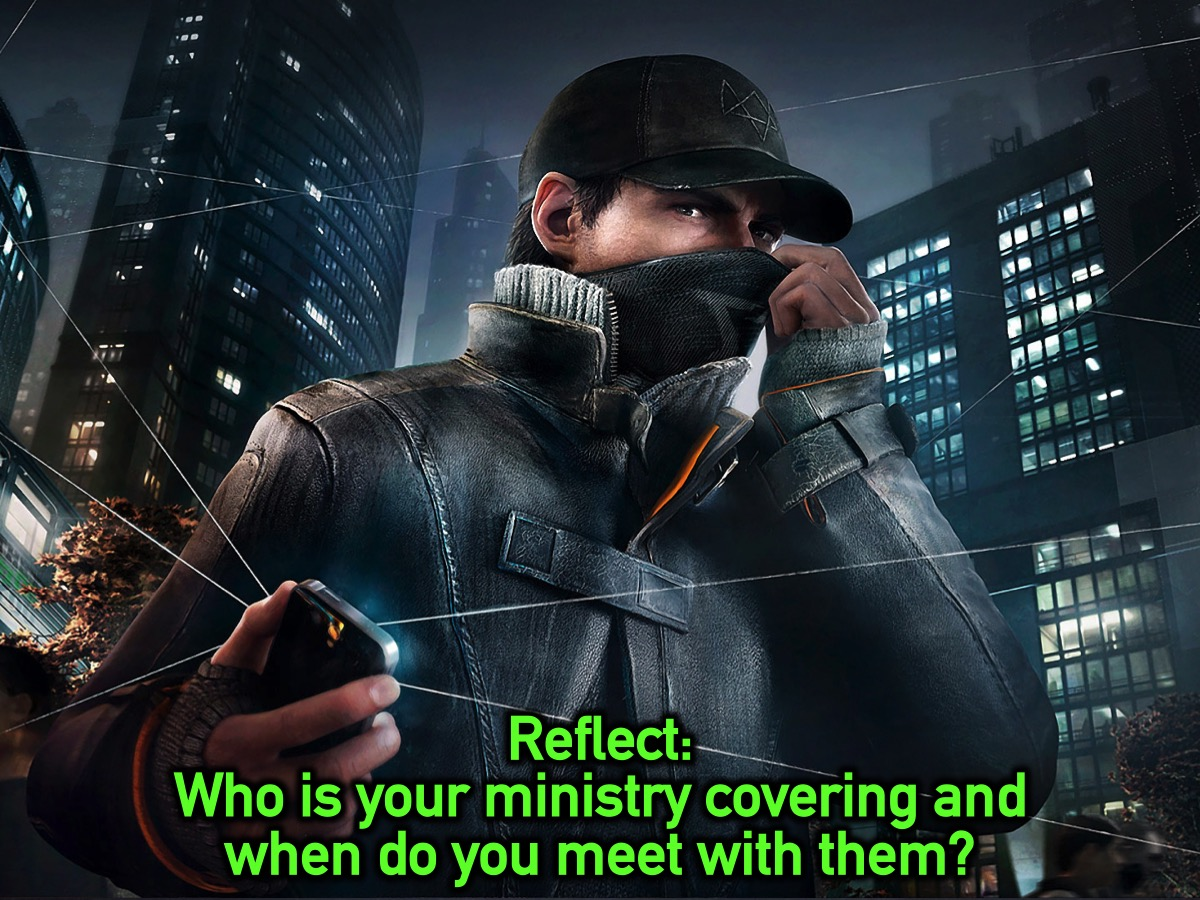 Reflect:
Who is your ministry covering and
when do you meet with them?